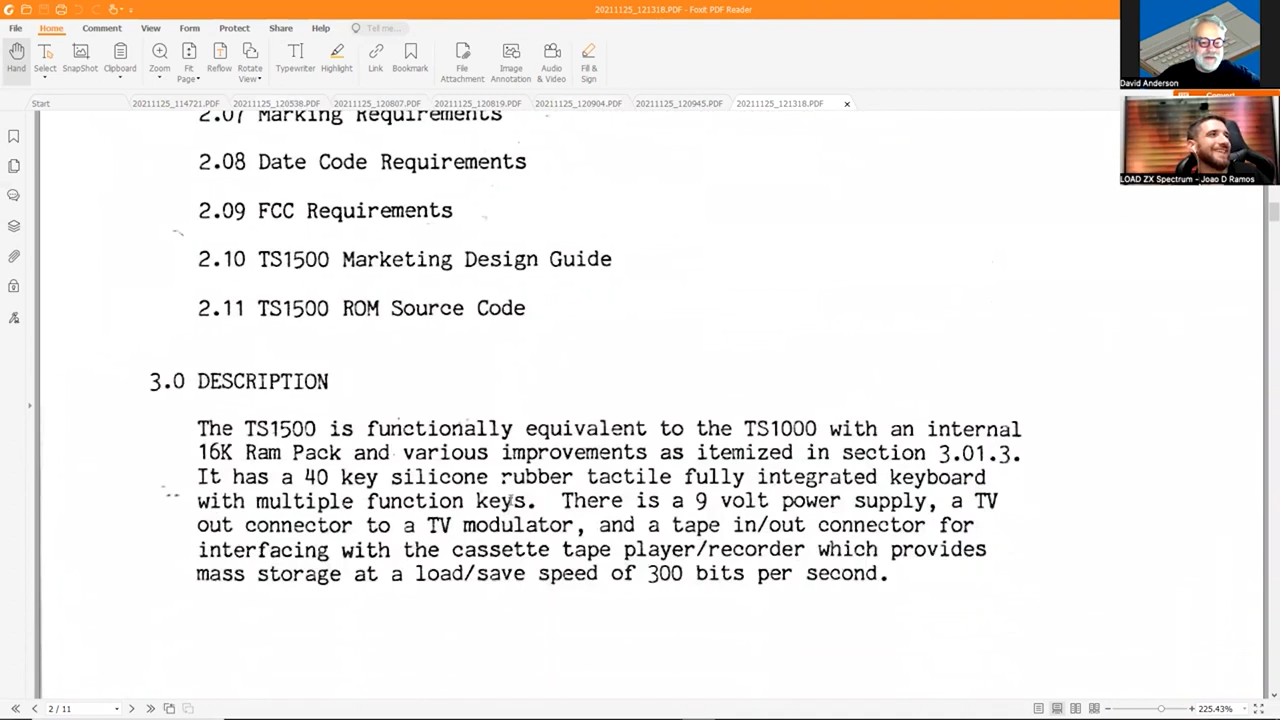 20211125_121318.PDF - Foxit PDF Reader
File Home Comment View Form Protect Share Help Tell me...
Hand Select SnapShot Clipboard Zoom Fit Page Reflow Rotate View Typewriter Highlight Link Bookmark File Attachment Image Annotation Audio & Video Fill & Sign
David Anderson
Start 20211125_114721.PDF 20211125_120538.PDF 20211125_120807.PDF 20211125_120819.PDF 20211125_120904.PDF 20211125_120945.PDF 20211125_121318.PDF
LOAD ZX Spectrum - Joao D Ramos
2.07 Marking Requirements
2.08 Date Code Requirements
2.09 FCC Requirements
2.10 TS1500 Marketing Design Guide
2.11 TS1500 ROM Source Code
3.0 DESCRIPTION
The TS1500 is functionally equivalent to the TS1000 with an internal
16K Ram Pack and various improvements as itemized in section 3.01.3.
It has a 40 key silicone rubber tactile fully integrated keyboard
with multiple function keys. There is a 9 volt power supply, a TV
out connector to a TV modulator, and a tape in/out connector for
interfacing with the cassette tape player/recorder which provides
mass storage at a load/save speed of 300 bits per second.
2 / 11
225.43%